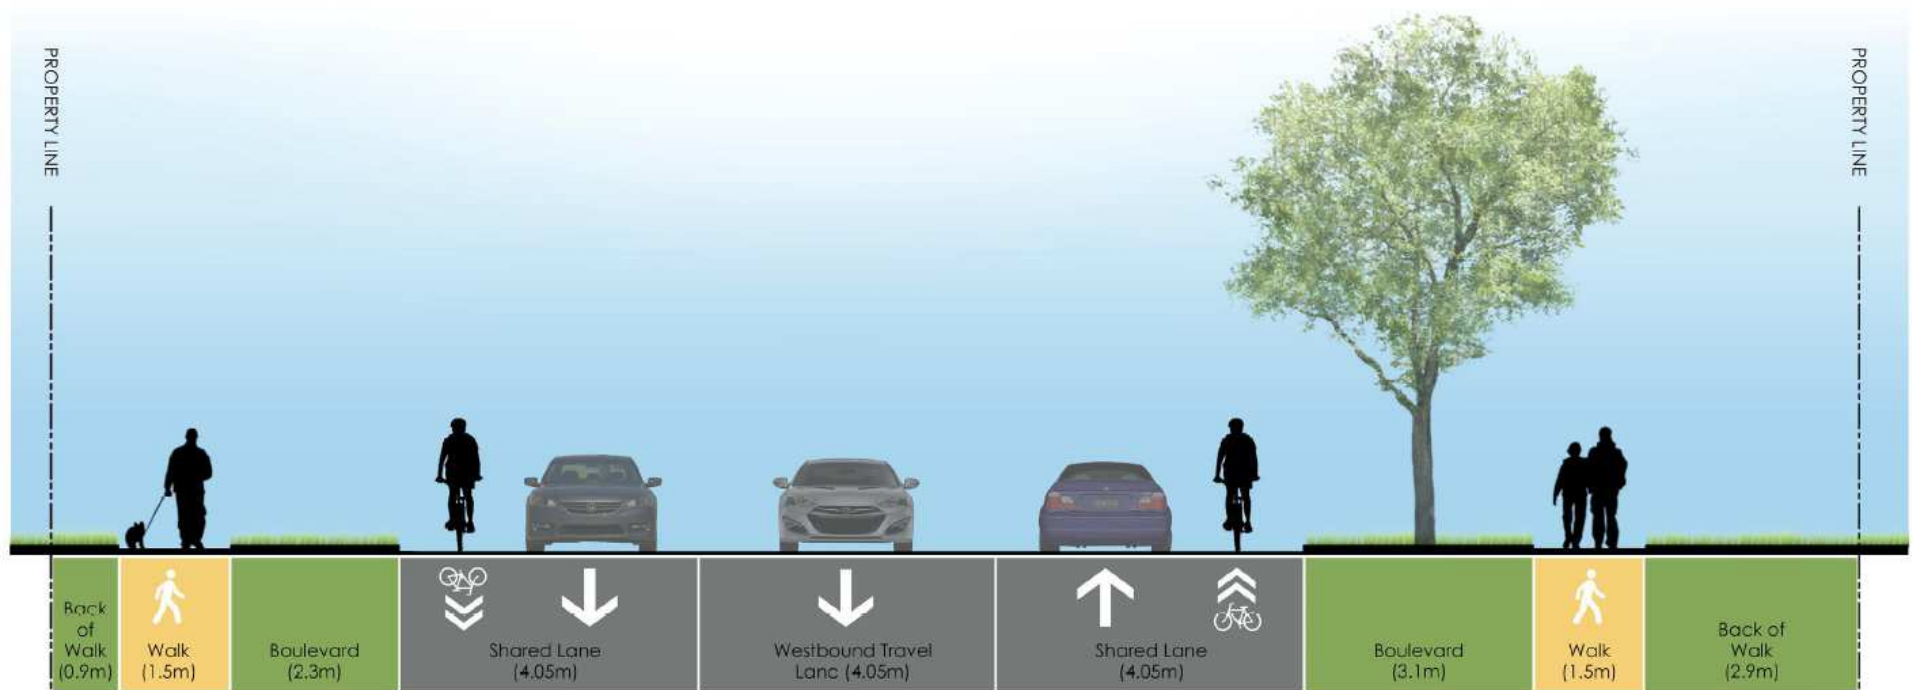 PROPERTY LINE
PROPERTY LINE
Back
of
Walk
(0.9m)
Walk
(1.5m)
Boulevard
(2.3m)
Shared Lane
(4.05m)
Westbound Travel
Lane (4.05m)
Shared Lane
(4.05m)
Boulevard
(3.1m)
Walk
(1.5m)
Back of
Walk
(2.9m)